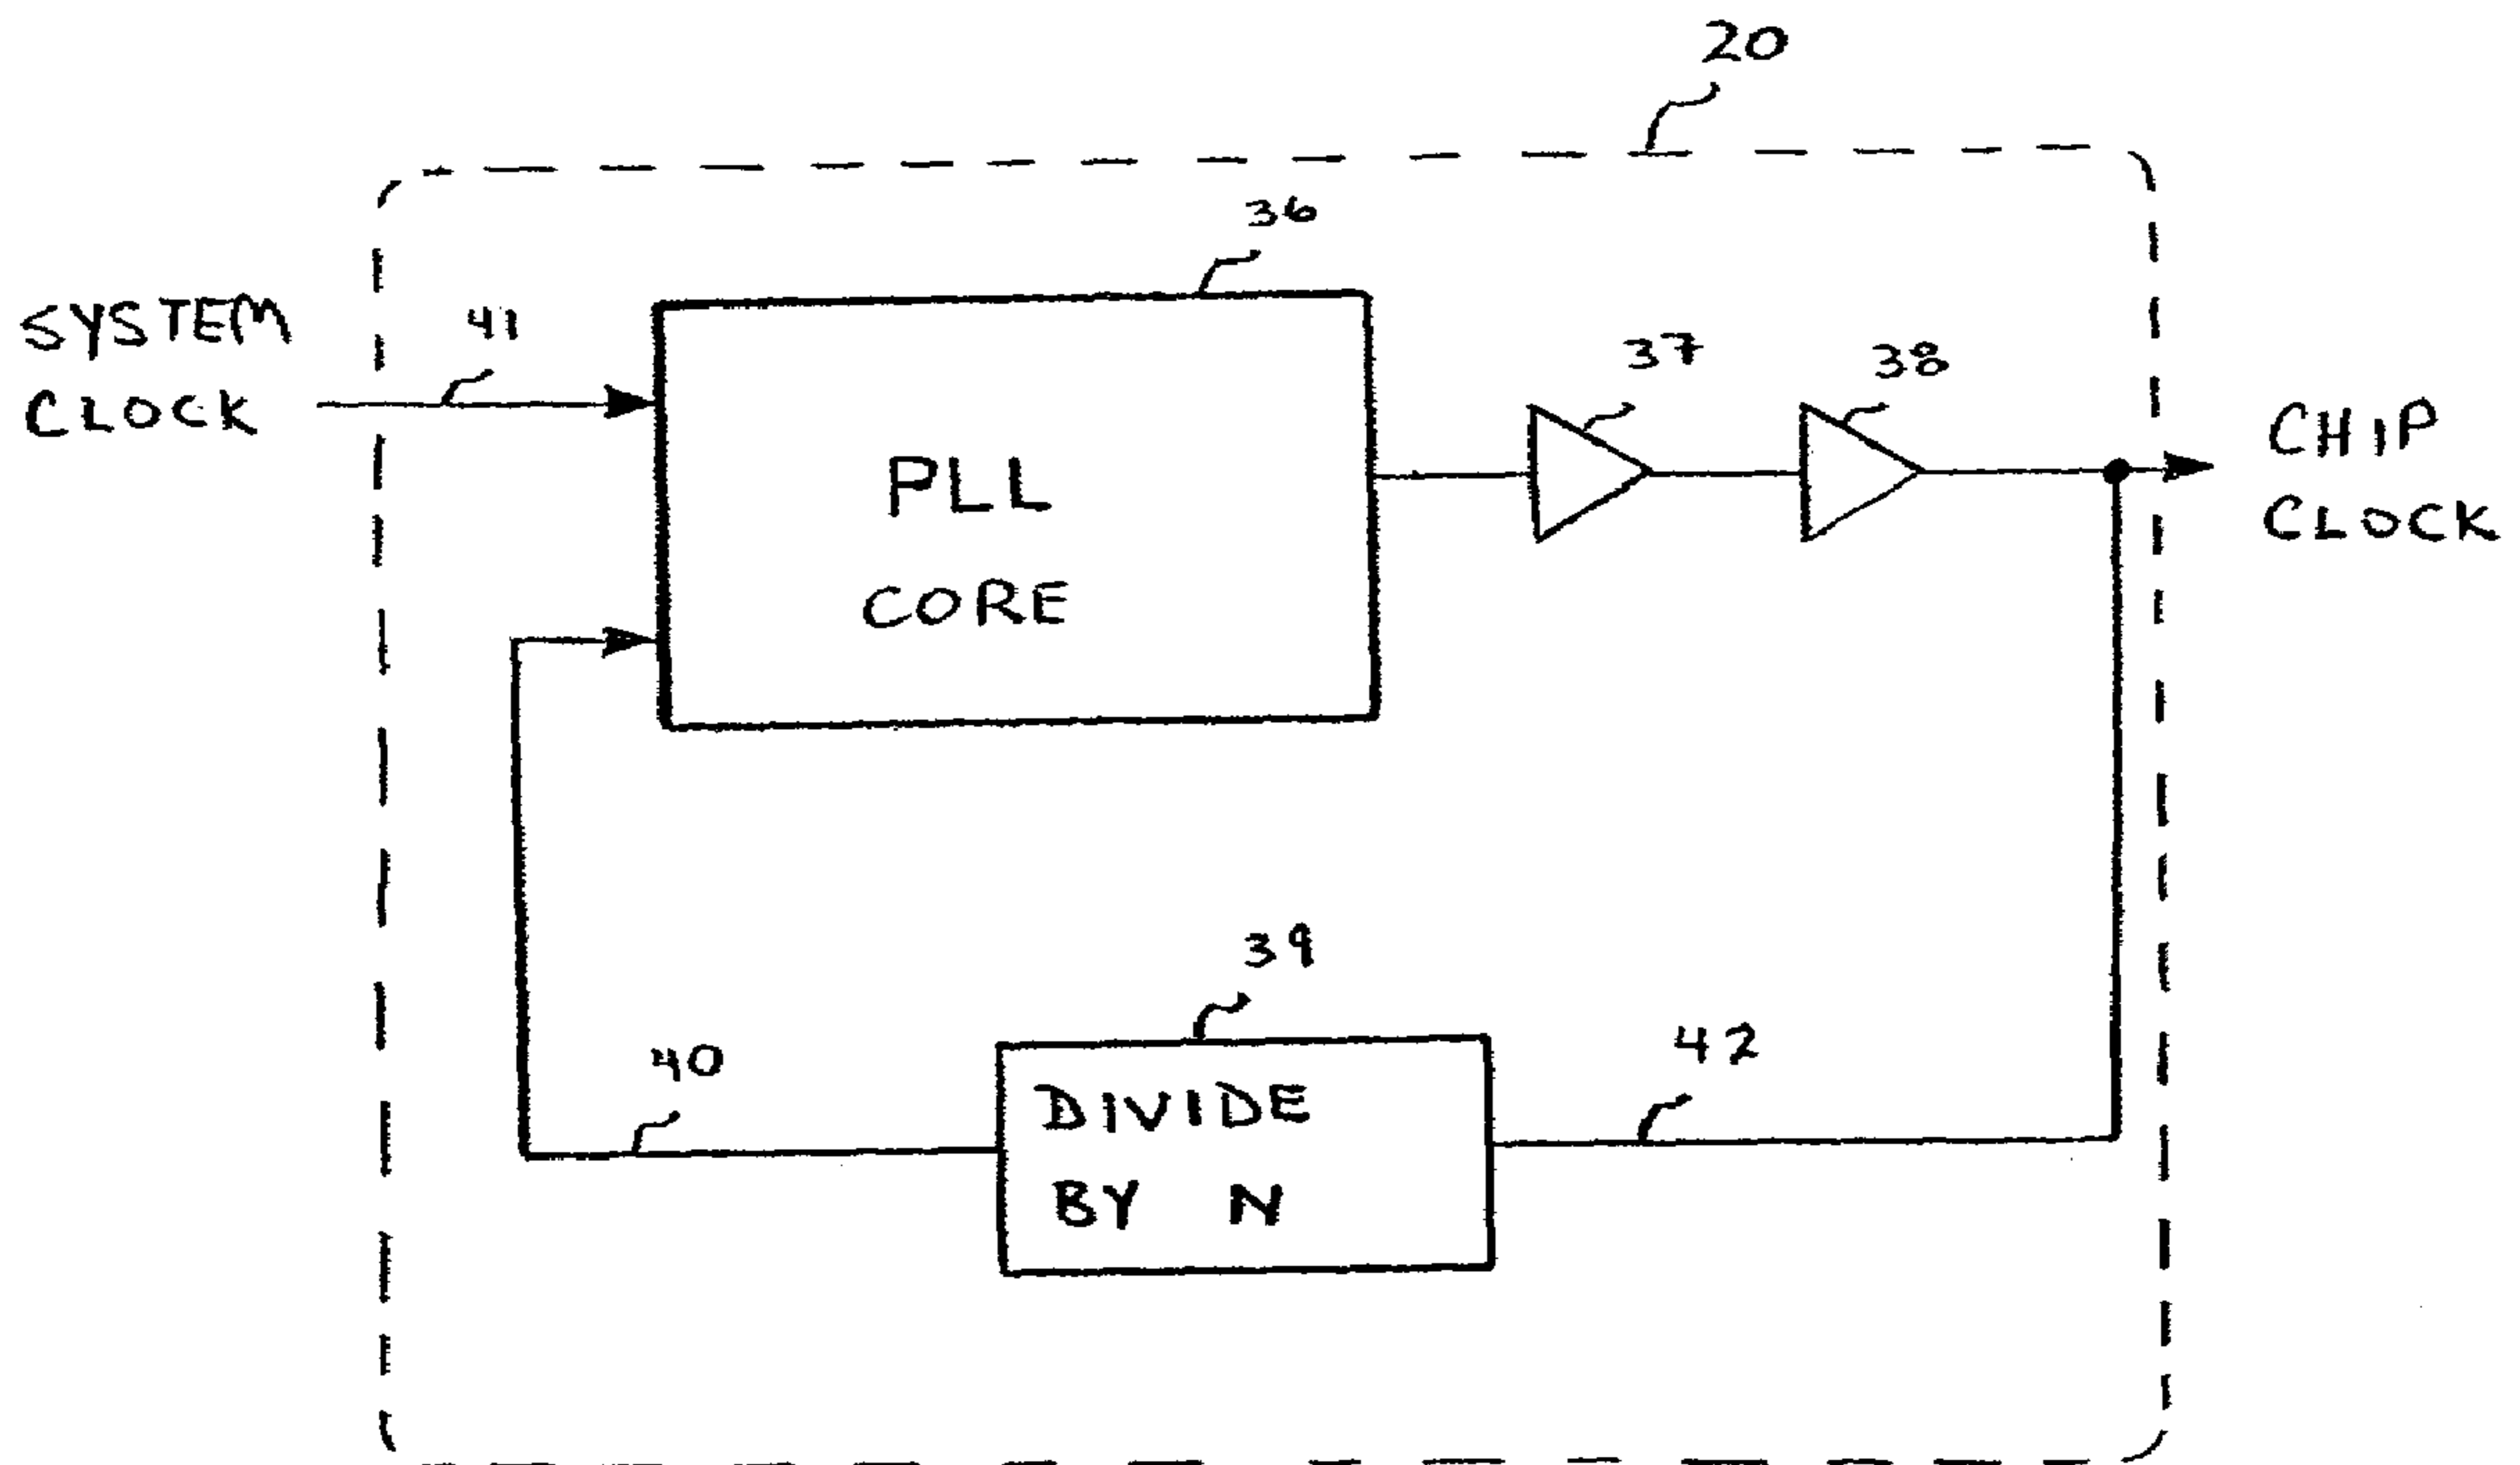 20
36
SYSTEM
CLOCK
41
37
38
CHIP
CLOCK
PLL
CORE
39
40
42
DIVIDE
BY N